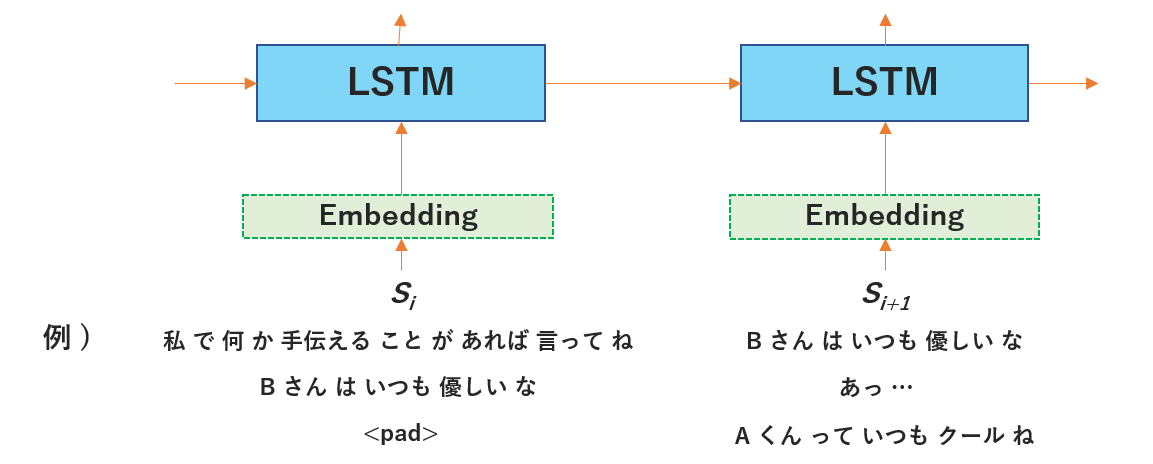 LSTM LSTM
Embedding Embedding
Si Si+1
例） 私 で 何 か 手伝える こと が あれば 言って ね B さん は いつも 優しい な
B さん は いつも 優しい な あっ …
<pad> A くん って いつも クール ね